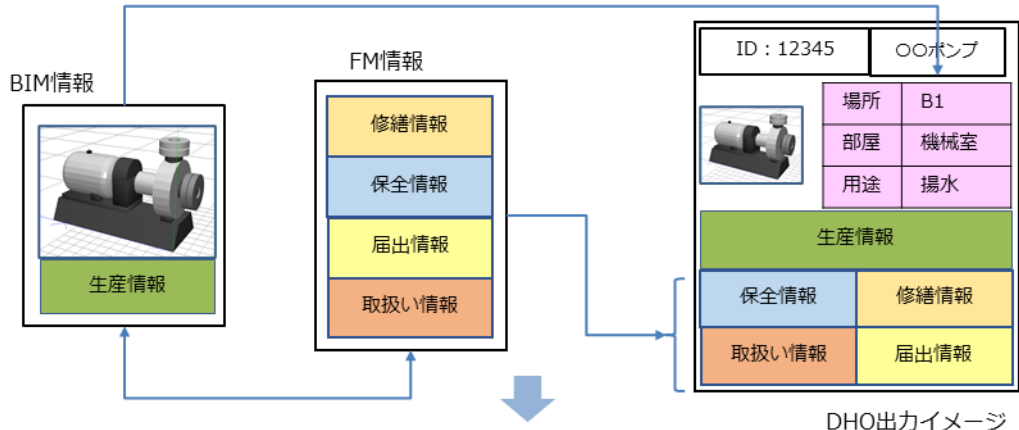 BIM情報
生産情報
FM情報
修繕情報
保全情報
届出情報
取扱い情報
ID：12345
〇〇ポンプ
場所 B1
部屋 機械室
用途 揚水
生産情報
保全情報 修繕情報
取扱い情報 届出情報
DHO出力イメージ